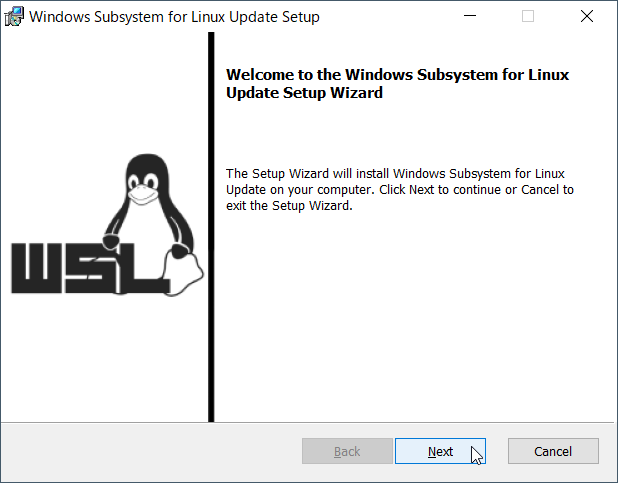 Windows Subsystem for Linux Update Setup
Welcome to the Windows Subsystem for Linux
Update Setup Wizard
The Setup Wizard will install Windows Subsystem for Linux
Update on your computer. Click Next to continue or Cancel to
exit the Setup Wizard.
WSL
Back
Next
Cancel